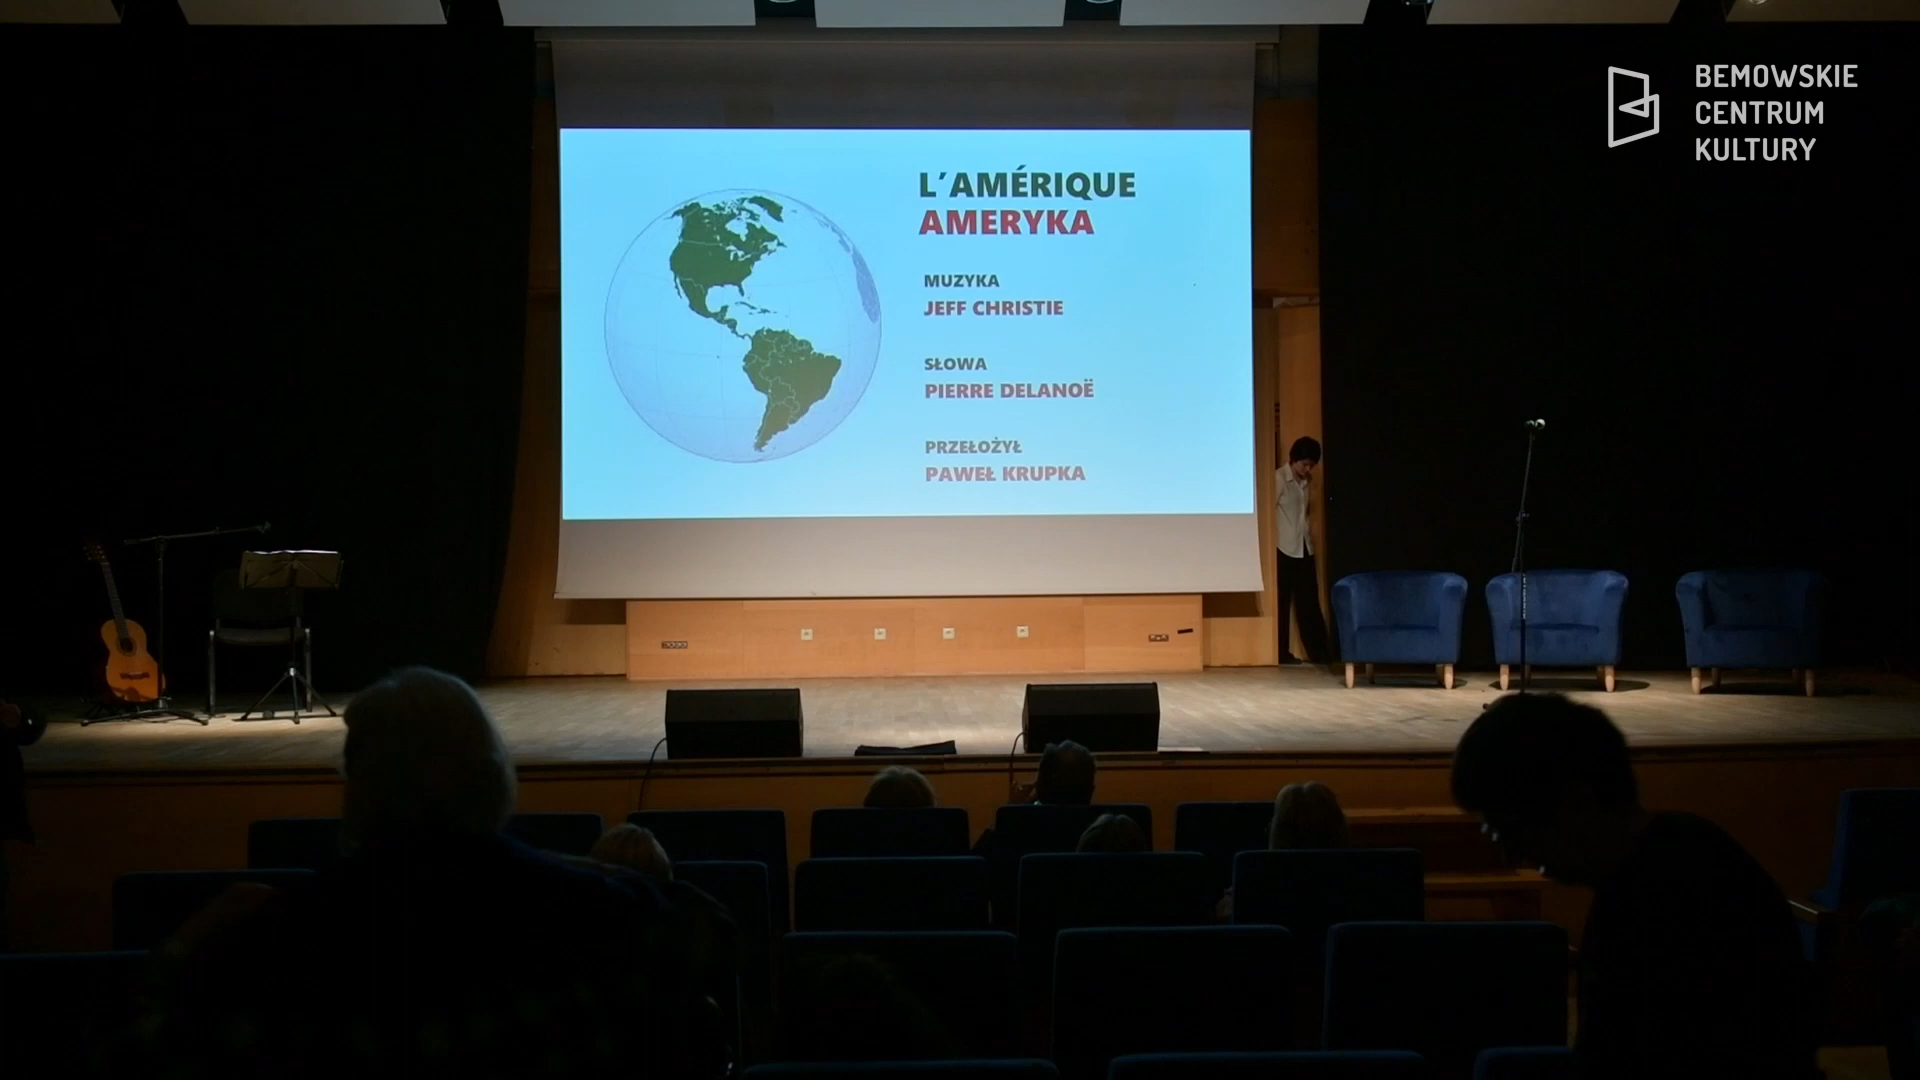 L'AMÉRIQUE
AMERYKA
MUZYKA
JEFF CHRISTIE
SŁOWA
PIERRE DELANOË
PRZEŁOŻYŁ
PAWEŁ KRUPKA
BEMOWSKIE
CENTRUM
KULTURY